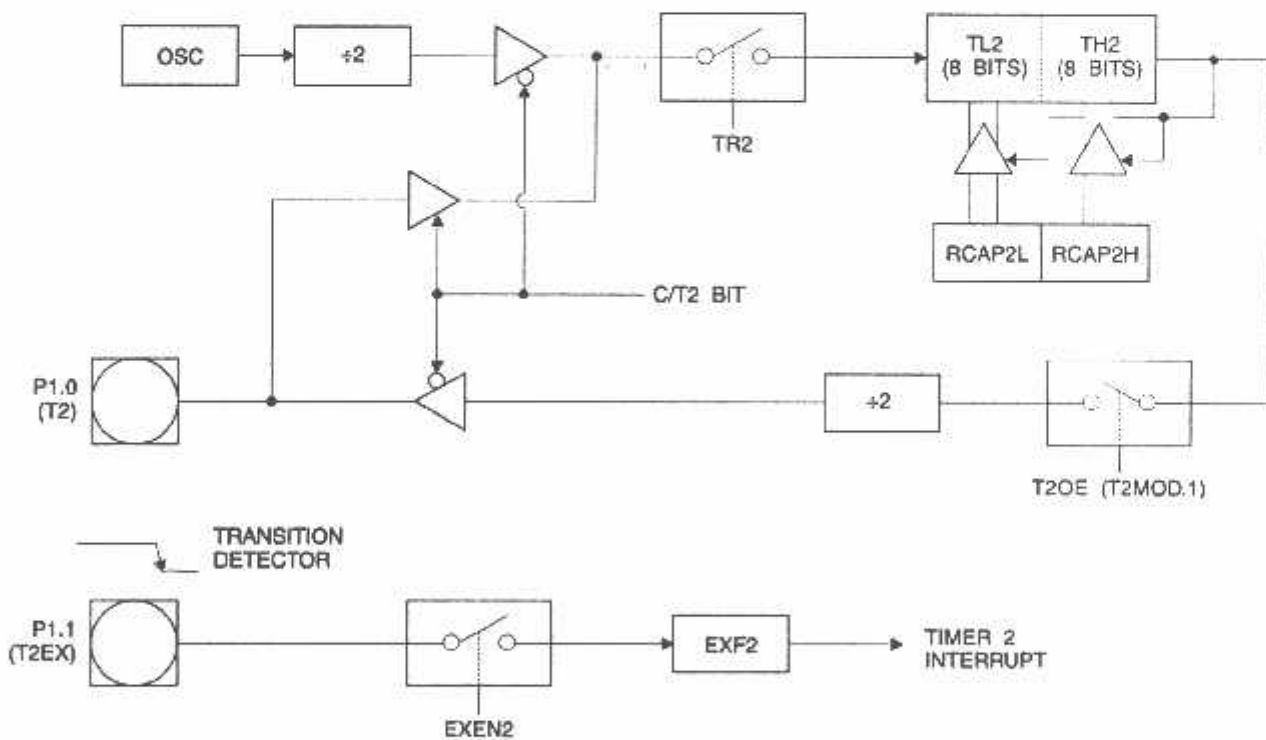 OSC
÷2
TR2
TL2
(8 BITS)
TH2
(8 BITS)
RCAP2L
RCAP2H
C/T2 BIT
P1.0
(T2)
÷2
T2OE (T2MOD.1)
TRANSITION
DETECTOR
P1.1
(T2EX)
EXEN2
EXF2
TIMER 2
INTERRUPT